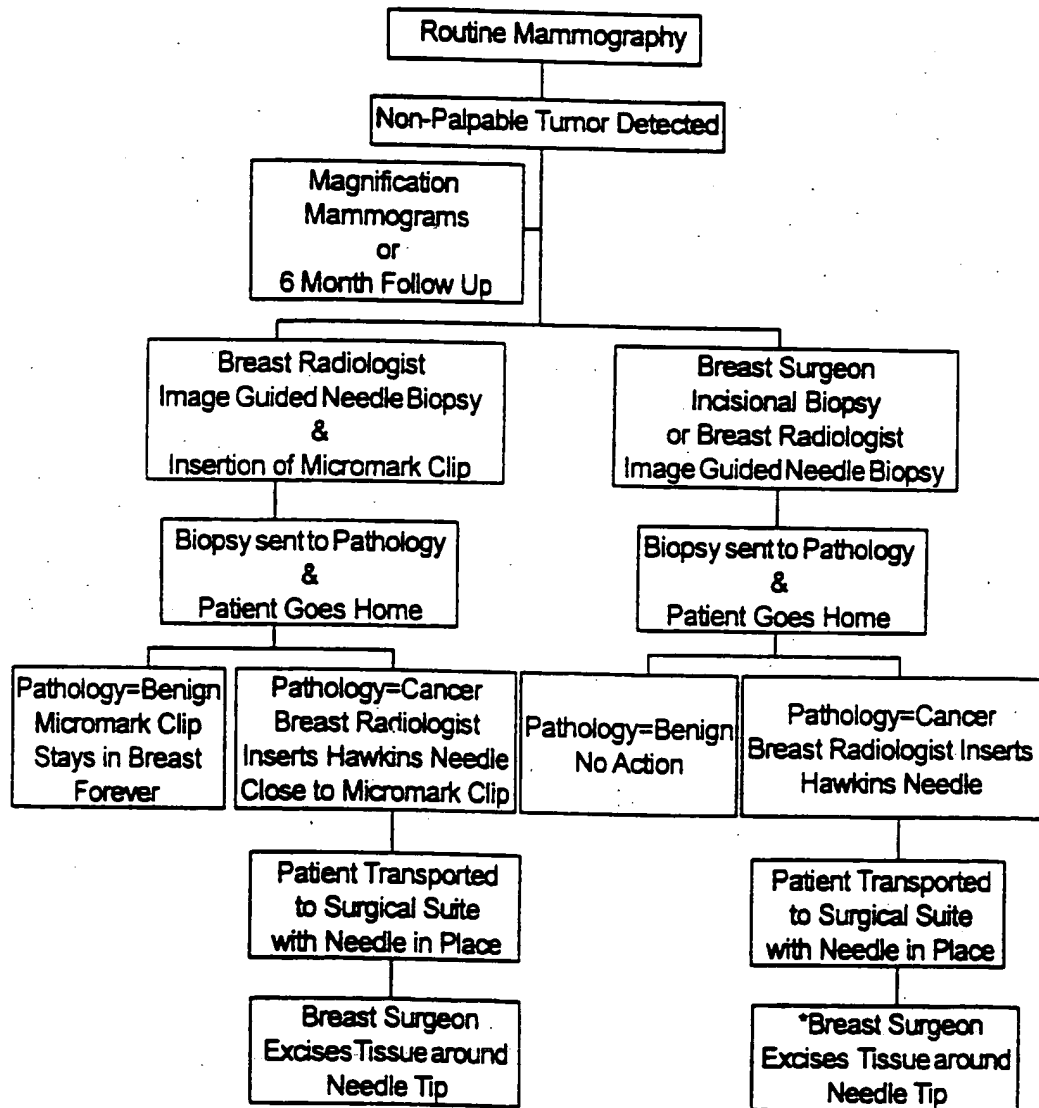 Routine Mammography
Non-Palpable Tumor Detected
Magnification
Mammograms
or
6 Month Follow Up
Breast Radiologist
Image Guided Needle Biopsy
&
Insertion of Micromark Clip
Breast Surgeon
Incisional Biopsy
or Breast Radiologist
Image Guided Needle Biopsy
Biopsy sent to Pathology
&
Patient Goes Home
Biopsy sent to Pathology
&
Patient Goes Home
Pathology=Benign
Micromark Clip
Stays in Breast
Forever
Pathology=Cancer
Breast Radiologist
Inserts Hawkins Needle
Close to Micromark Clip
Pathology=Benign
No Action
Pathology=Cancer
Breast Radiologist Inserts
Hawkins Needle
Patient Transported
to Surgical Suite
with Needle in Place
Patient Transported
to Surgical Suite
with Needle in Place
Breast Surgeon
Excises Tissue around
Needle Tip
*Breast Surgeon
Excises Tissue around
Needle Tip